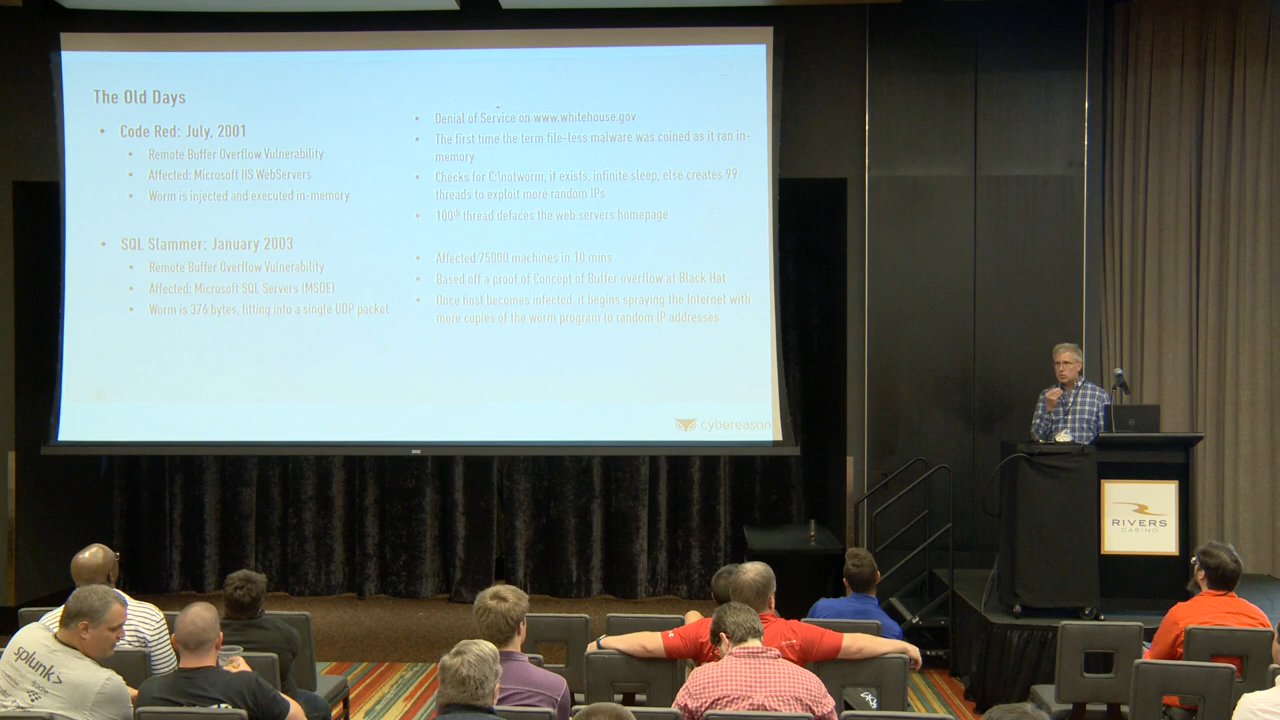 The Old Days
• Code Red: July, 2001
• Remote Buffer Overflow Vulnerability
• Affected: Microsoft IIS WebServers
• Worm is injected and executed in-memory
• SQL Slammer: January 2003
• Remote Buffer Overflow Vulnerability
• Affected: Microsoft SQL Servers (MSDE)
• Worm is 376 bytes, fitting into a single UDP packet
• Denial of Service on www.whitehouse.gov
• The first time the term file-less malware was coined as it ran in-
memory
• Checks for C:\notworm, if exists, infinite sleep, else creates 99
threads to exploit more random IPs
• 100th thread defaces the web servers homepage
• Affected 75000 machines in 10 mins
• Based off a proof of Concept of Buffer overflow at Black Hat
• Once host becomes infected, it begins spraying the Internet with
more copies of the worm program to random IP addresses
cybereason
RIVERS
CASINO
splunk>